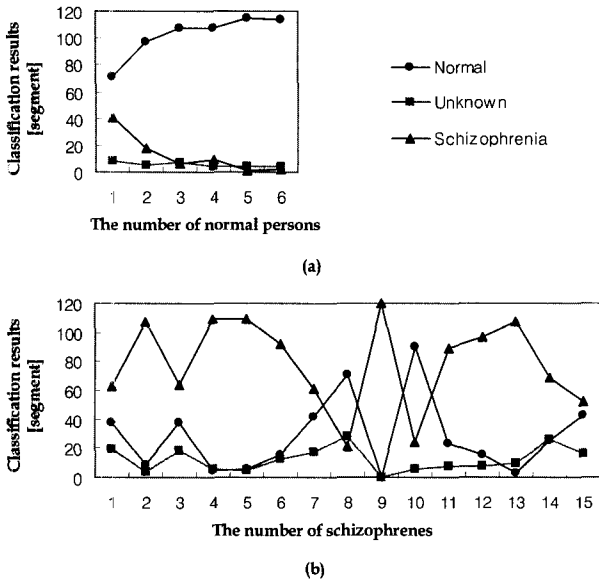 120
100
80
60
40
20
0
Classification results
[segment]
1 2 3 4 5 6
The number of normal persons
Normal
Unknown
Schizophrenia
(a)
120
100
80
60
40
20
0
Classification results
[segment]
1 2 3 4 5 6 7 8 9 10 11 12 13 14 15
The number of schizophrenes
(b)